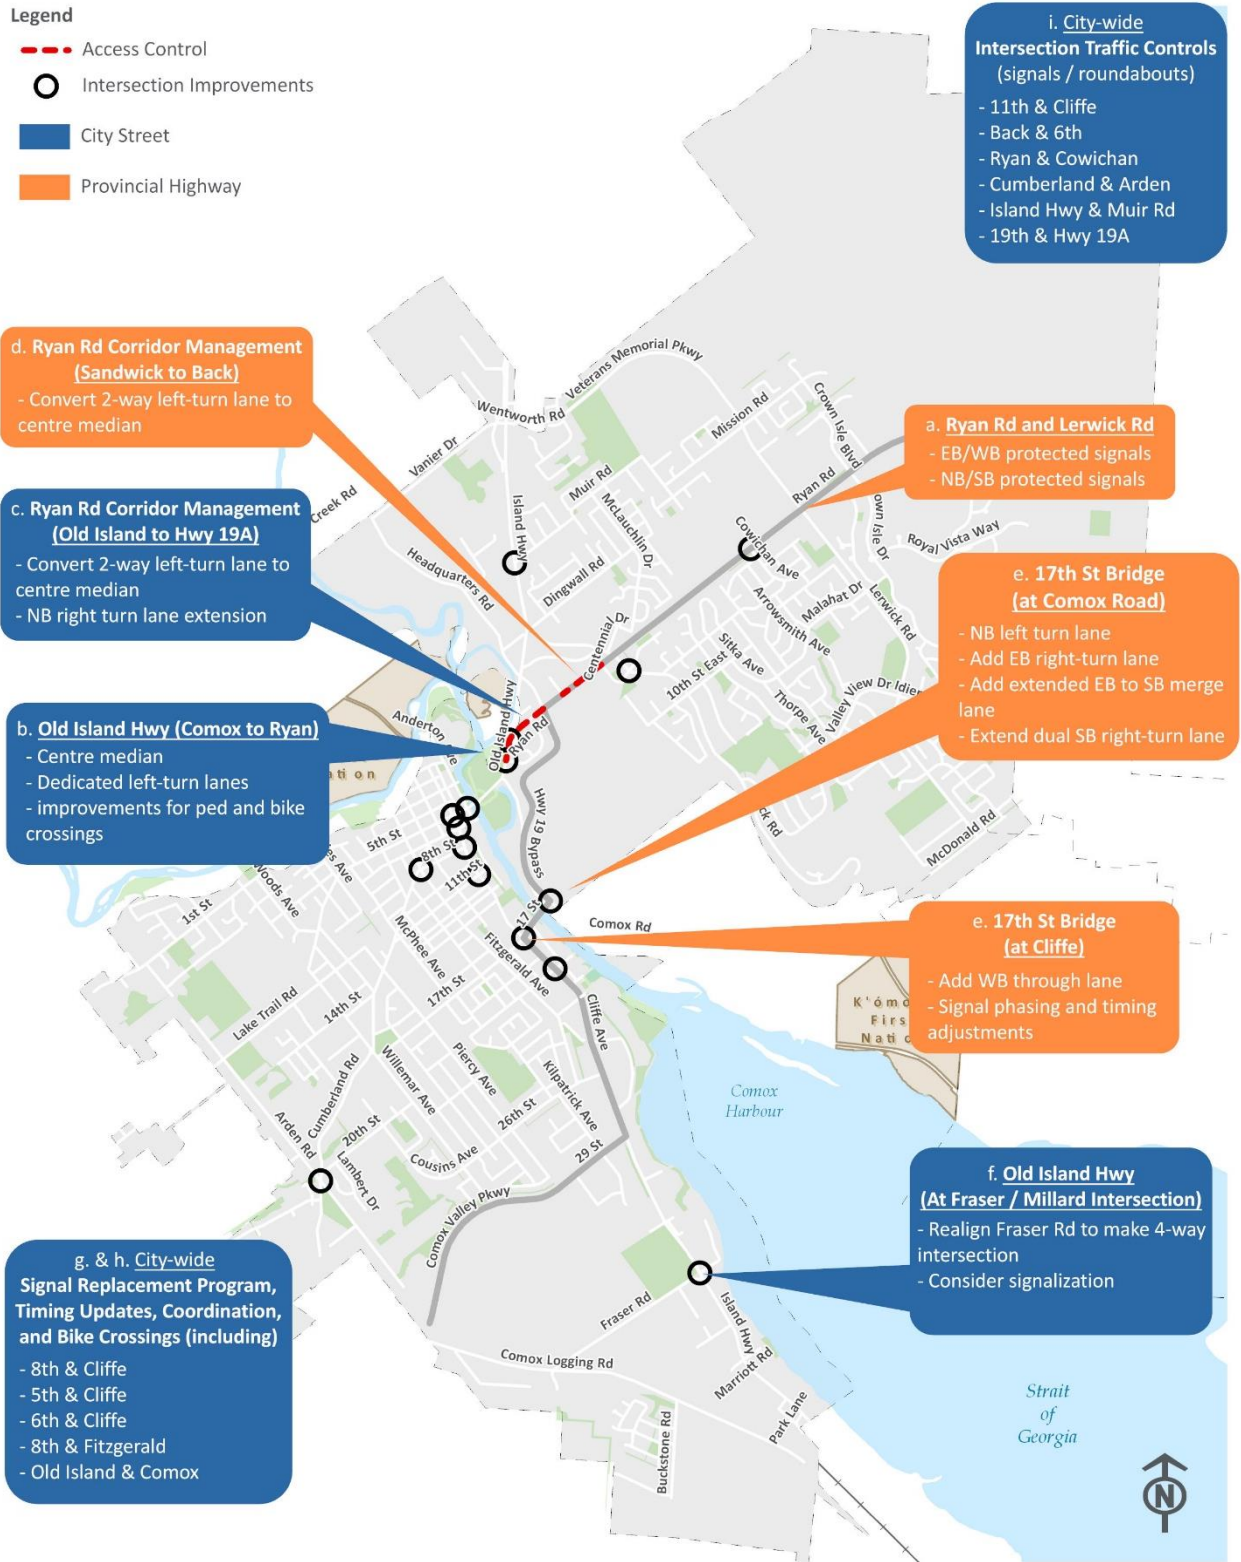 Legend
Access Control
Intersection Improvements
City Street
Provincial Highway
i. City-wide
Intersection Traffic Controls
(signals / roundabouts)
- 11th & Cliffe
- Back & 6th
- Ryan & Cowichan
- Cumberland & Arden
- Island Hwy & Muir Rd
- 19th & Hwy 19A
d. Ryan Rd Corridor Management
(Sandwick to Back)
- Convert 2-way left-turn lane to
centre median
a. Ryan Rd and Lerwick Rd
- EB/WB protected signals
- NB/SB protected signals
c. Ryan Rd Corridor Management
(Old Island to Hwy 19A)
- Convert 2-way left-turn lane to
centre median
- NB right turn lane extension
e. 17th St Bridge
(at Comox Road)
- NB left turn lane
- Add EB right-turn lane
- Add extended EB to SB merge
lane
- Extend dual SB right-turn lane
b. Old Island Hwy (Comox to Ryan)
- Centre median
- Dedicated left-turn lanes
- improvements for ped and bike
crossings
e. 17th St Bridge
(at Cliffe)
- Add WB through lane
- Signal phasing and timing
adjustments
f. Old Island Hwy
(At Fraser / Millard Intersection)
- Realign Fraser Rd to make 4-way
intersection
- Consider signalization
g. & h. City-wide
Signal Replacement Program,
Timing Updates, Coordination,
and Bike Crossings (including)
- 8th & Cliffe
- 5th & Cliffe
- 6th & Cliffe
- 8th & Fitzgerald
- Old Island & Comox
Veterans Memorial Pkwy
Wentworth Rd
Vanier Dr
Creek Rd
Mission Rd
Crown Isle Blvd
Ryan Rd
Muir Rd
Island Hwy
McLauchlin Dr
Headquarters Rd
Dingwall Rd
Cowichan Ave
own Isle Dr
Royal Vista Way
Malahat Dr
Arrowsmith Ave
Lerwick Rd
Centennial Dr
Sitka Ave
10th St East
Valley View Dr
Idier
Thorpe Ave
Anderton Ave
Old Island Hwy
Ryan Rd
2
ation
Hwy 19 Bypass
ck Rd
McDonald Rd
5th St
8th St
11th St
es Ave
Woods Ave
1st St
17 St
Comox Rd
McPhee Ave
Fitzgerald Ave
17th St
14th St
Lake Trail Rd
Cliffe Ave
K'ómo
Firs
Natio
Comox
Harbour
Cumberland Rd
Willemar Ave
Piercy Ave
Kilpatrick Ave
26th St
20th St
Arden Rd
Lambert Dr
Cousins Ave
29 St
Comox Valley Pkwy
Fraser Rd
Island Hwy
Comox Logging Rd
Marriott Rd
Park Lane
Buckstone Rd
Strait
of
Georgia
N